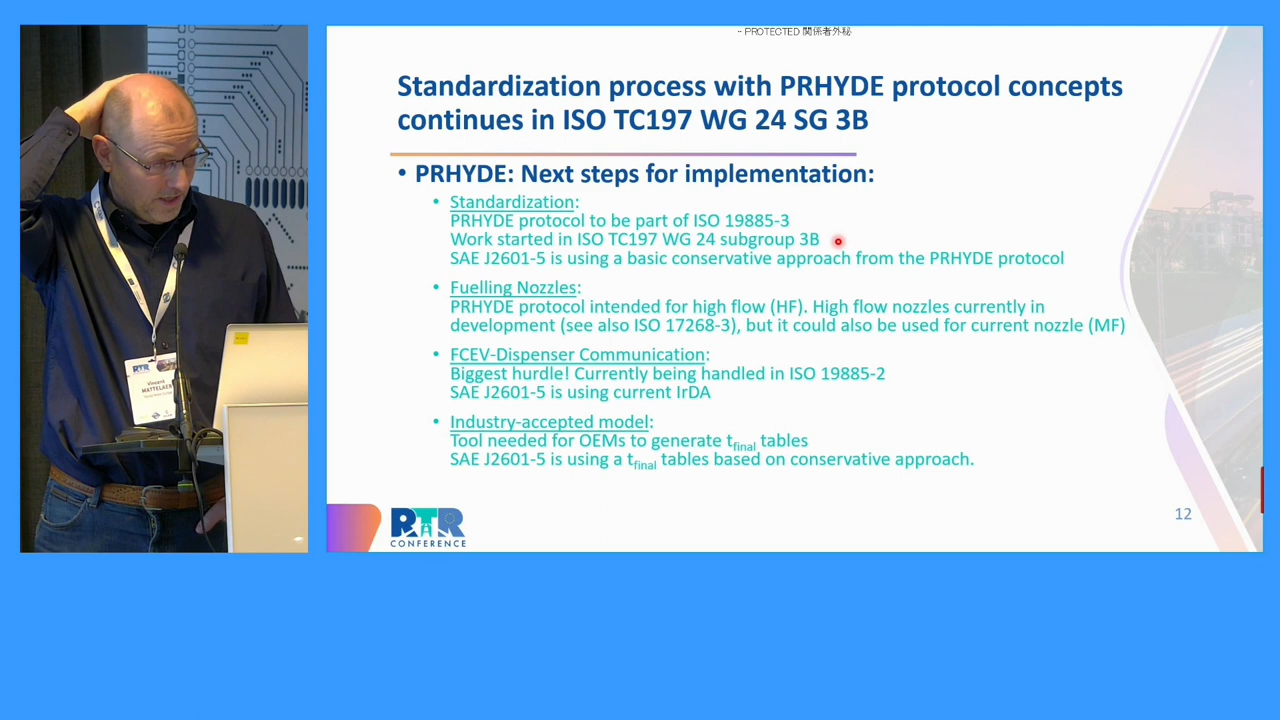 - PROTECTED 関係者外秘
Standardization process with PRHYDE protocol concepts
continues in ISO TC197 WG 24 SG 3B
• PRHYDE: Next steps for implementation:
• Standardization:
PRHYDE protocol to be part of ISO 19885-3
Work started in ISO TC197 WG 24 subgroup 3B
SAE J2601-5 is using a basic conservative approach from the PRHYDE protocol
• Fuelling Nozzles:
PRHYDE protocol intended for high flow (HF). High flow nozzles currently in
development (see also ISO 17268-3), but it could also be used for current nozzle (MF)
• FCEV-Dispenser Communication:
Biggest hurdle! Currently being handled in ISO 19885-2
SAE J2601-5 is using current IrDA
• Industry-accepted model:
Tool needed for OEMs to generate tfinal tables
SAE J2601-5 is using a tfinal tables based on conservative approach.
12
RTR
CONFERENCE
RTR
Vincent
MATTELAER